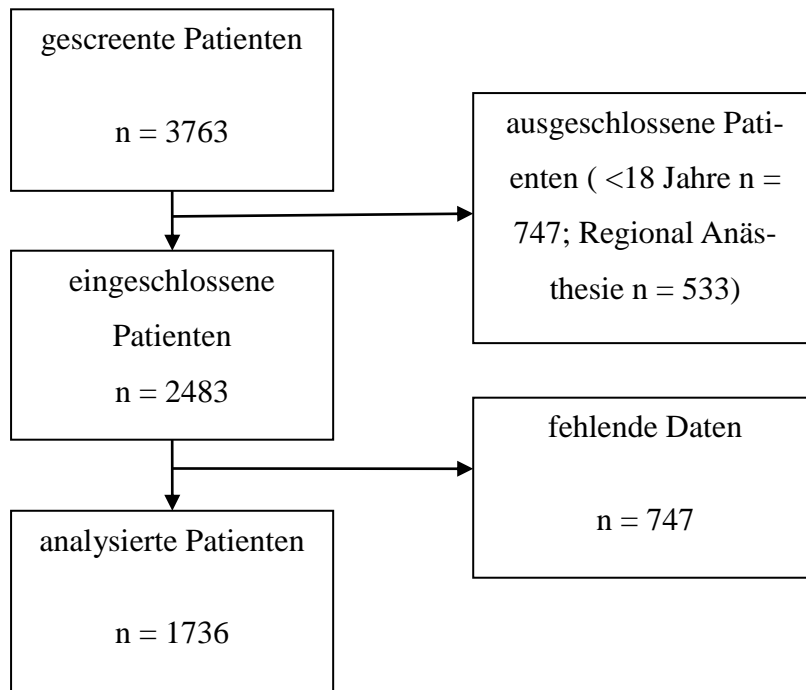 gescreente Patienten
n = 3763
ausgeschlossene Pati-
enten ( <18 Jahre n =
747; Regional Anäs-
thesie n = 533)
eingeschlossene
Patienten
n = 2483
fehlende Daten
n = 747
analysierte Patienten
n = 1736